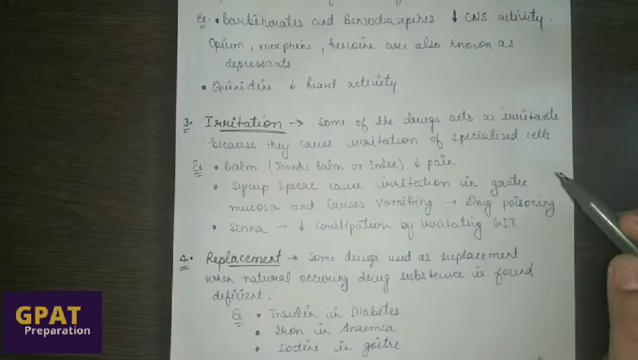 Ex. • barbiturates and Benzodiazepines ↓ CNS activity.
Opium, morphine, heroine are also known as
depressants.
• Quinidine ↓ heart activity
3. Irritation → Some of the drugs acts as irritants
because they cause irritation of specialized cells
Ex • Balm (Jhandu Balm or Iodex) ↓ pain
• Syrup Ipecac cause irritation in gastric
mucosa and causes Vomiting → Drug poisoning
• Senna → ↓ Constipation by irritating GIT.
4. Replacement → Some drugs used as replacement
when natural occuring drug substance is found
deficient.
Ex • Insulin in Diabetes
• Iron in Anaemia
• Iodine in goitre.
GPAT
Preparation